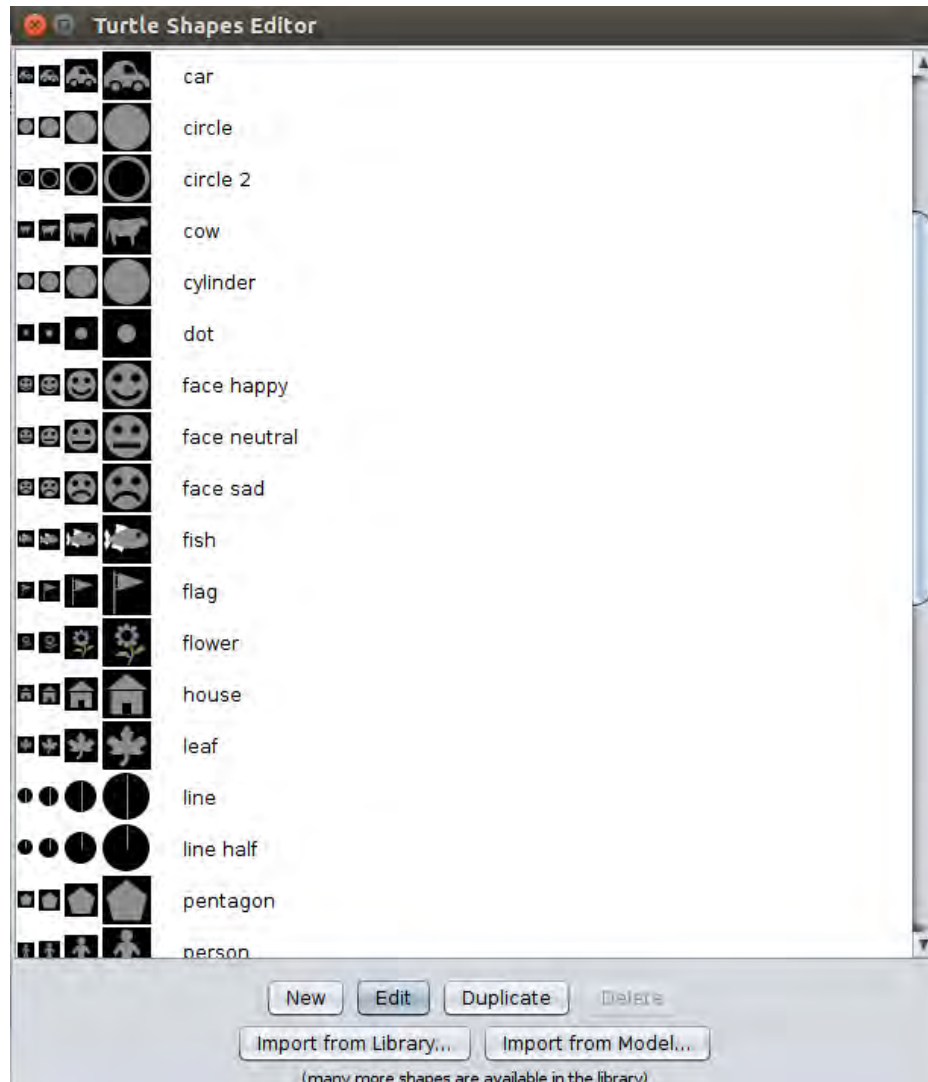 Turtle Shapes Editor
car
circle
circle 2
cow
cylinder
dot
face happy
face neutral
face sad
fish
flag
flower
house
leaf
line
line half
pentagon
person
New Edit Duplicate Delete
Import from Library... Import from Model...
(many more shapes are available in the library)